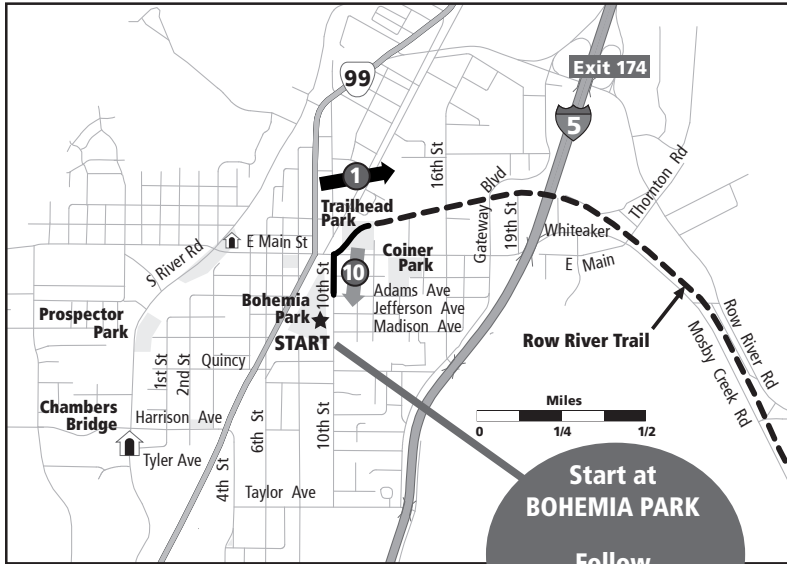 Exit 174
99
5
1
16th St
Blvd
Thornton Rd
Trailhead
Park
Gateway
19th St
Whiteaker
E Main St
S River Rd
Coiner
Park
E Main
10th St
10
Adams Ave
Jefferson Ave
Madison Ave
Bohemia
Park
START
Prospector
Park
Row River Trail
Row River Rd
Mosby Creek Rd
1st St
2nd St
Quincy
Miles
0
1/4
1/2
Chambers
Bridge
Harrison Ave
Tyler Ave
4th St
6th St
10th St
Taylor Ave
Start at
BOHEMIA PARK
Follow